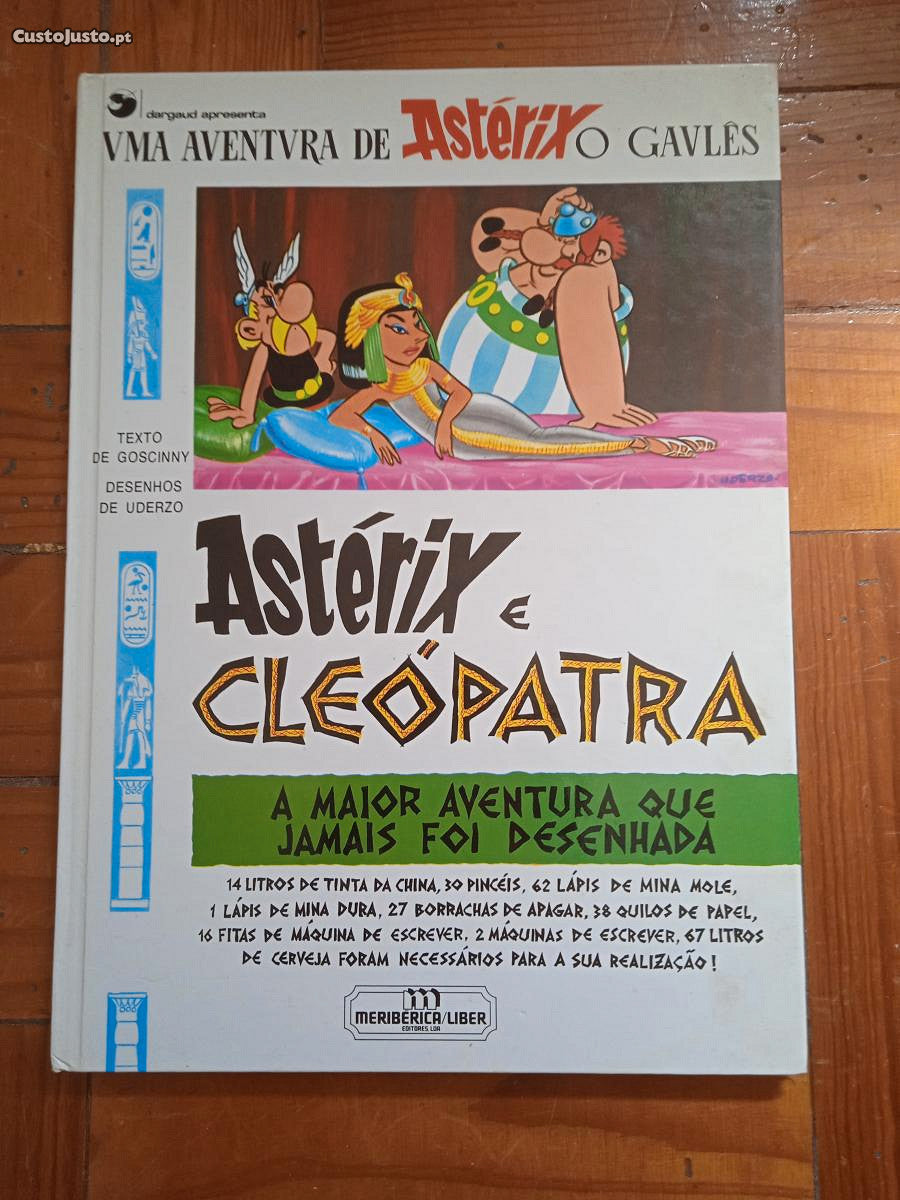 CustoJusto.pt
dargaud apresenta
VMA AVENTVRA DE Astérix O GAVLÊS
TEXTO
DE GOSCINNY
DESENHOS
DE UDERZO
UDERZO.
Astérix E
CLEÓPATRA
A MAIOR AVENTURA QUE
JAMAIS FOI DESENHADA
14 LITROS DE TINTA DA CHINA, 30 PINCÉIS, 62 LÁPIS DE MINA MOLE,
1 LÁPIS DE MINA DURA, 27 BORRACHAS DE APAGAR, 38 QUILOS DE PAPEL,
16 FITAS DE MÁQUINA DE ESCREVER, 2 MÁQUINAS DE ESCREVER, 67 LITROS
DE CERVEJA FORAM NECESSÁRIOS PARA A SUA REALIZAÇÃO!
m
MERIBERICA/LIBER
EDITORES, LDA